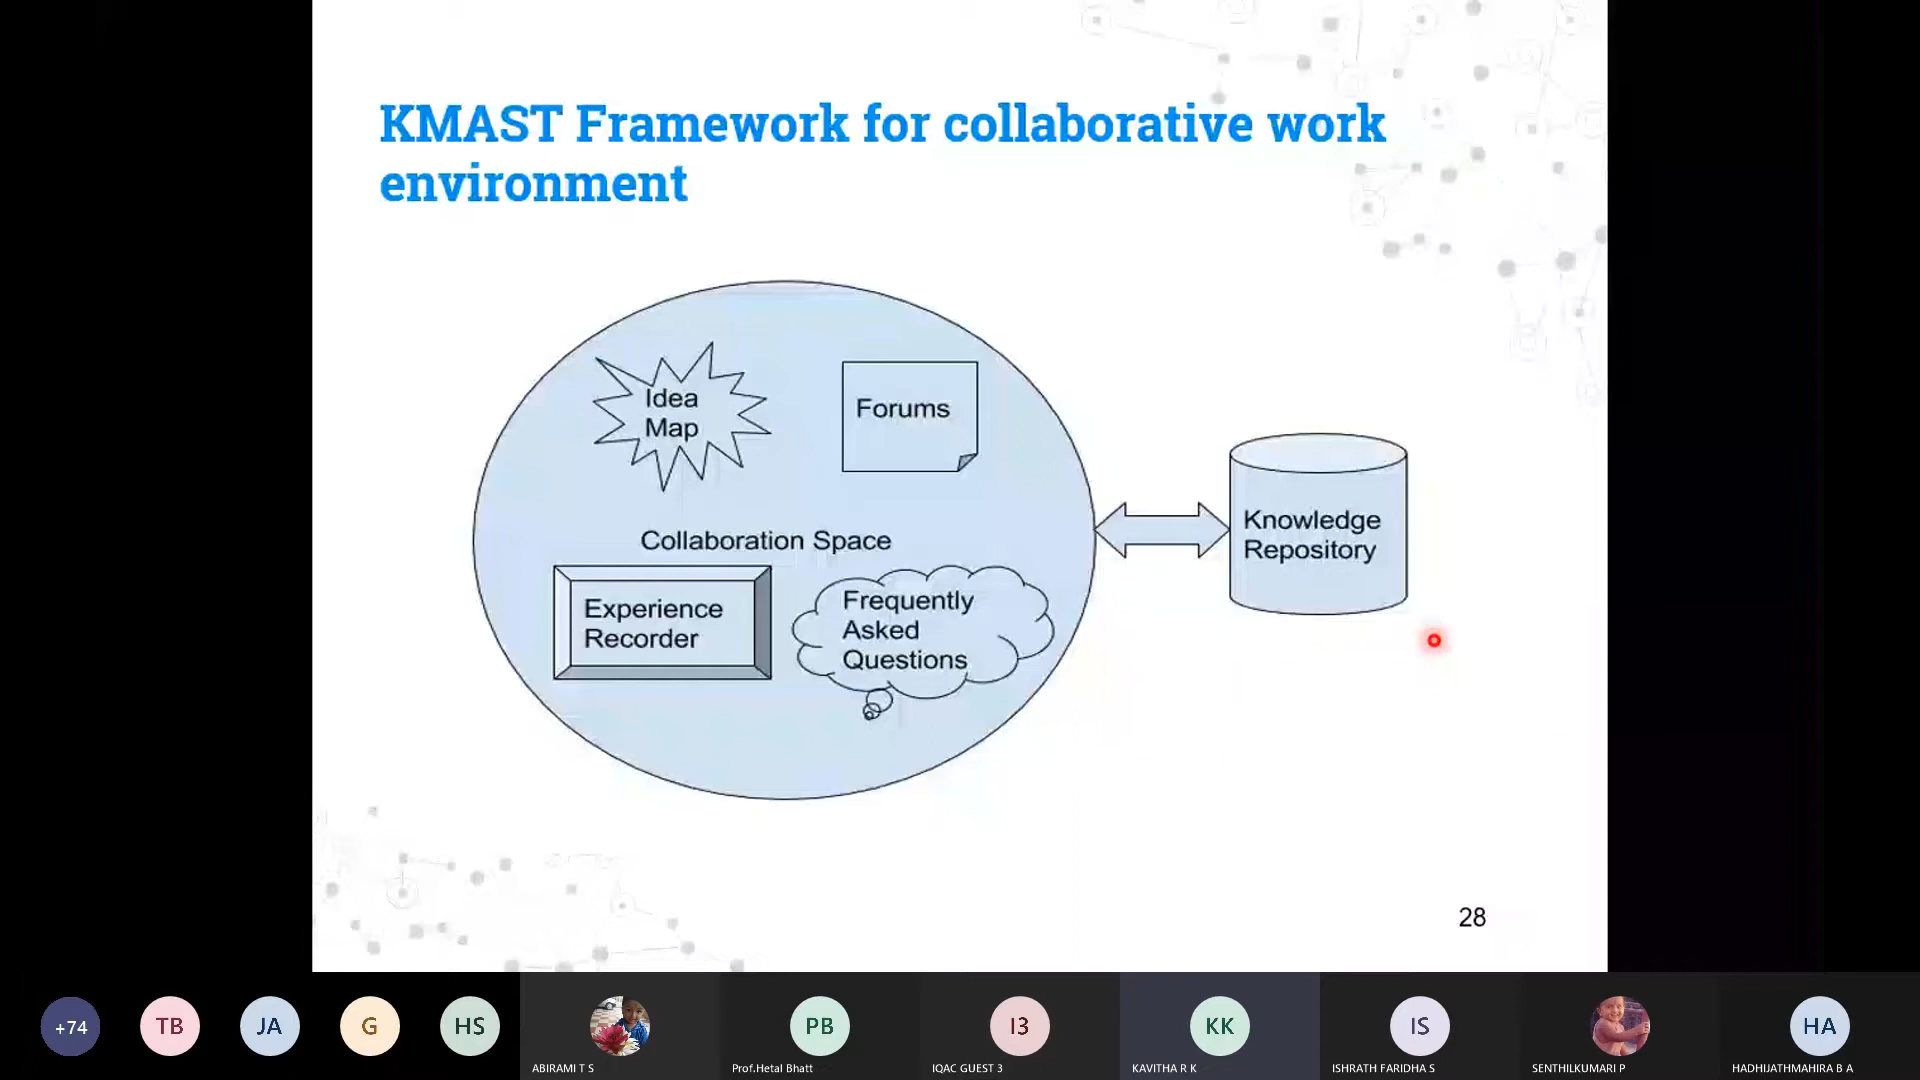 KMAST Framework for collaborative work
environment
Idea
Map
Forums
Collaboration Space
Experience
Recorder
Frequently
Asked
Questions
Knowledge
Repository
28
+74
TB
JA
G
HS
ABIRAMI T S
PB
Prof.Hetal Bhatt
I3
IQAC GUEST 3
KK
KAVITHA R K
IS
ISHRATH FARIDHA S
SENTHILKUMARI P
HA
HADHIJATHMAHIRA B A